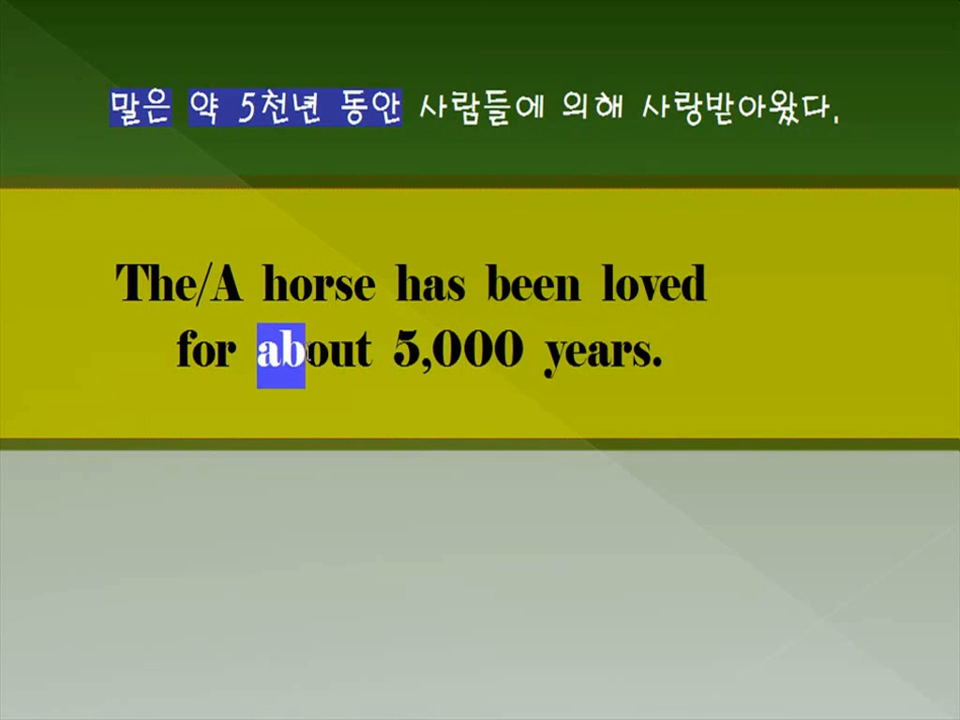 말은 약 5천년 동안 사람들에 의해 사랑받아왔다.
The/A horse has been loved
for about 5,000 years.